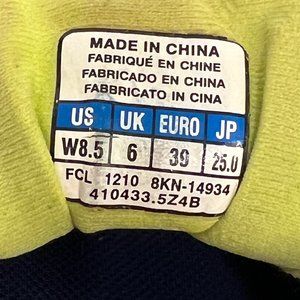 MADE IN CHINA
FABRIQUÉ EN CHINE
FABRICADO EN CHINA
FABBRICATO IN CINA
US UK EURO JP
W8.5 6 39 25.0
FCL 1210 8KN-14934
410433.5Z4B